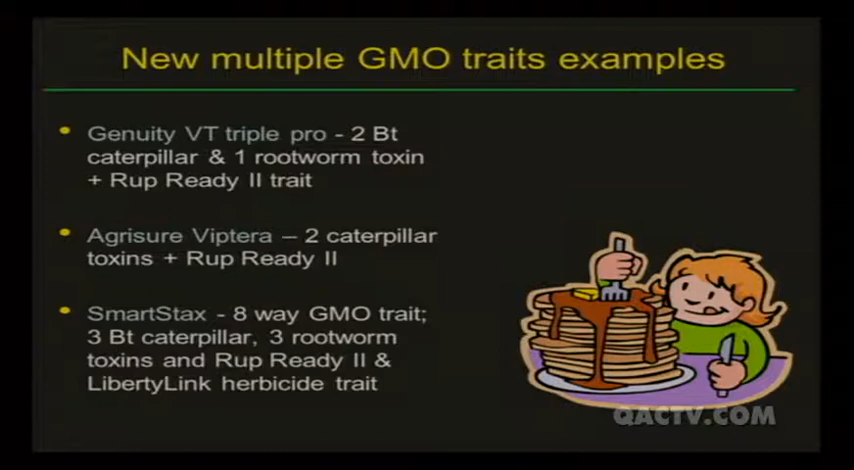 New multiple GMO traits examples
Genuity VT triple pro - 2 Bt
caterpillar & 1 rootworm toxin
+ Rup Ready II trait
Agrisure Viptera – 2 caterpillar
toxins + Rup Ready II
SmartStax - 8 way GMO trait;
3 Bt caterpillar, 3 rootworm
toxins and Rup Ready II &
LibertyLink herbicide trait
QACTV.COM